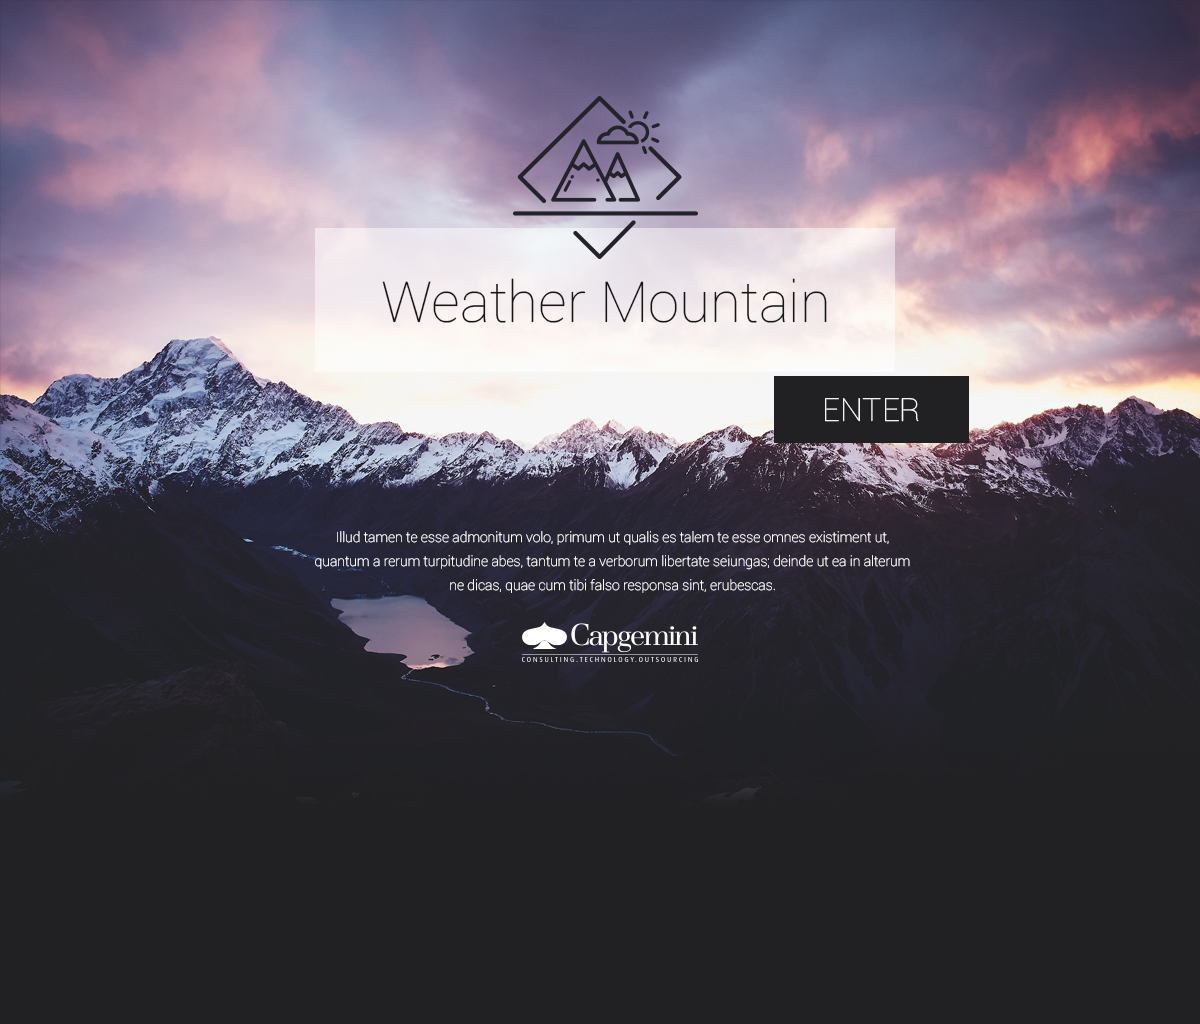 Weather Mountain
ENTER
Illud tamen te esse admonitum volo, primum ut qualis es talem te esse omnes existiment ut,
quantum a rerum turpitudine abes, tantum te a verborum libertate seiungas; deinde ut ea in alterum
ne dicas, quae cum tibi falso responsa sint, erubescas.
Capgemini
CONSULTING.TECHNOLOGY.OUTSOURCING